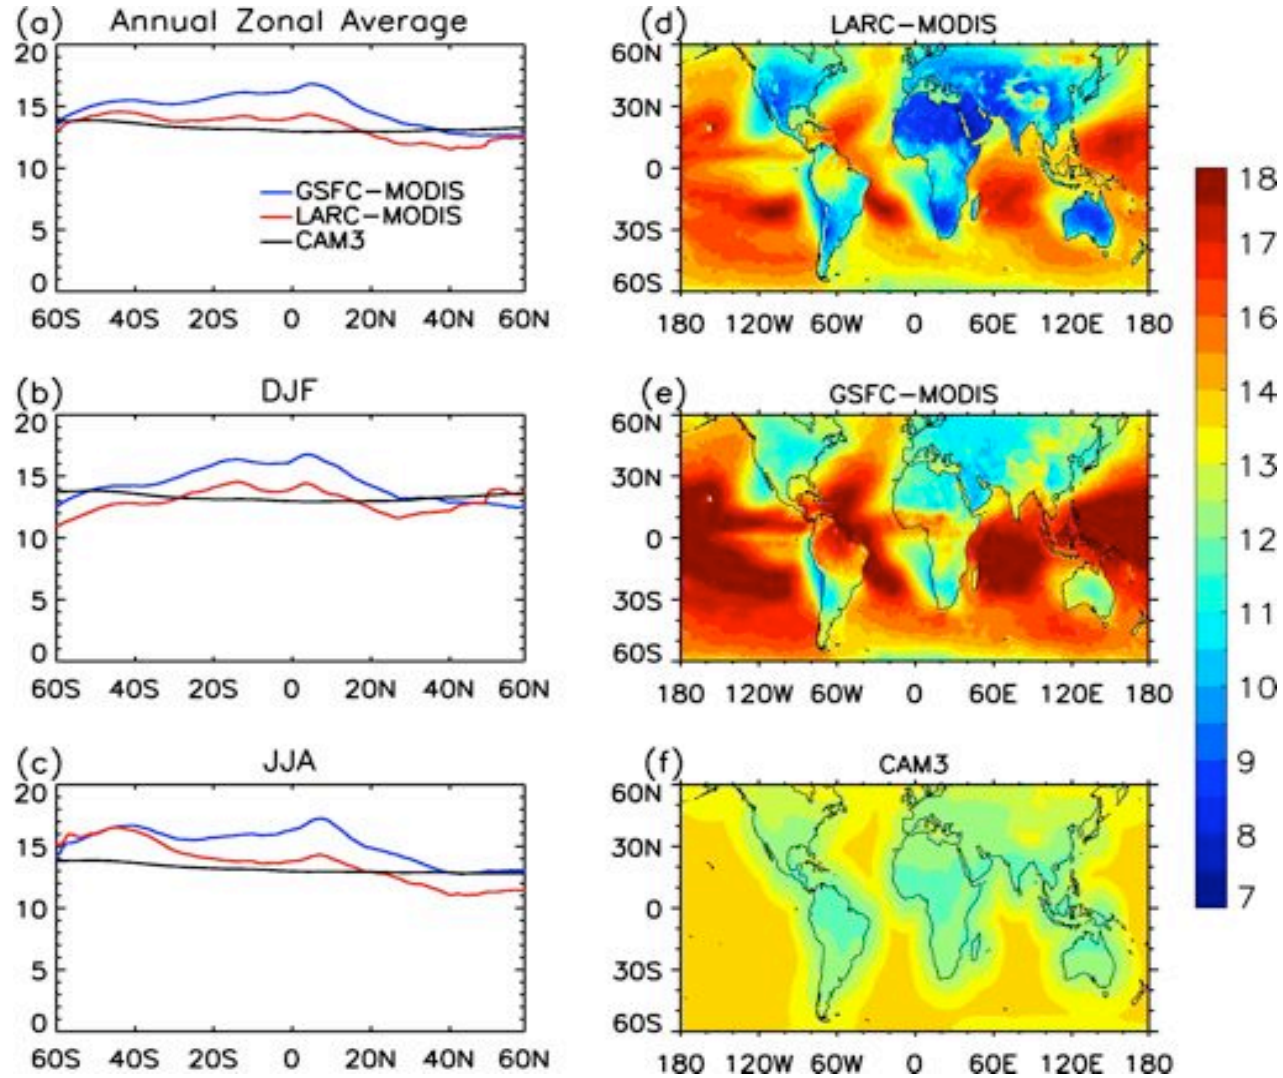 (a) Annual Zonal Average
20
15
10
5
0
GSFC-MODIS
LARC-MODIS
CAM3
60S 40S 20S 0 20N 40N 60N
(b) DJF
20
15
10
5
0
60S 40S 20S 0 20N 40N 60N
(c) JJA
20
15
10
5
0
60S 40S 20S 0 20N 40N 60N
(d) LARC-MODIS
60N
30N
0
30S
60S
180 120W 60W 0 60E 120E 180
(e) GSFC-MODIS
60N
30N
0
30S
60S
180 120W 60W 0 60E 120E 180
(f) CAM3
60N
30N
0
30S
60S
180 120W 60W 0 60E 120E 180
18
17
16
14
13
12
11
10
9
8
7